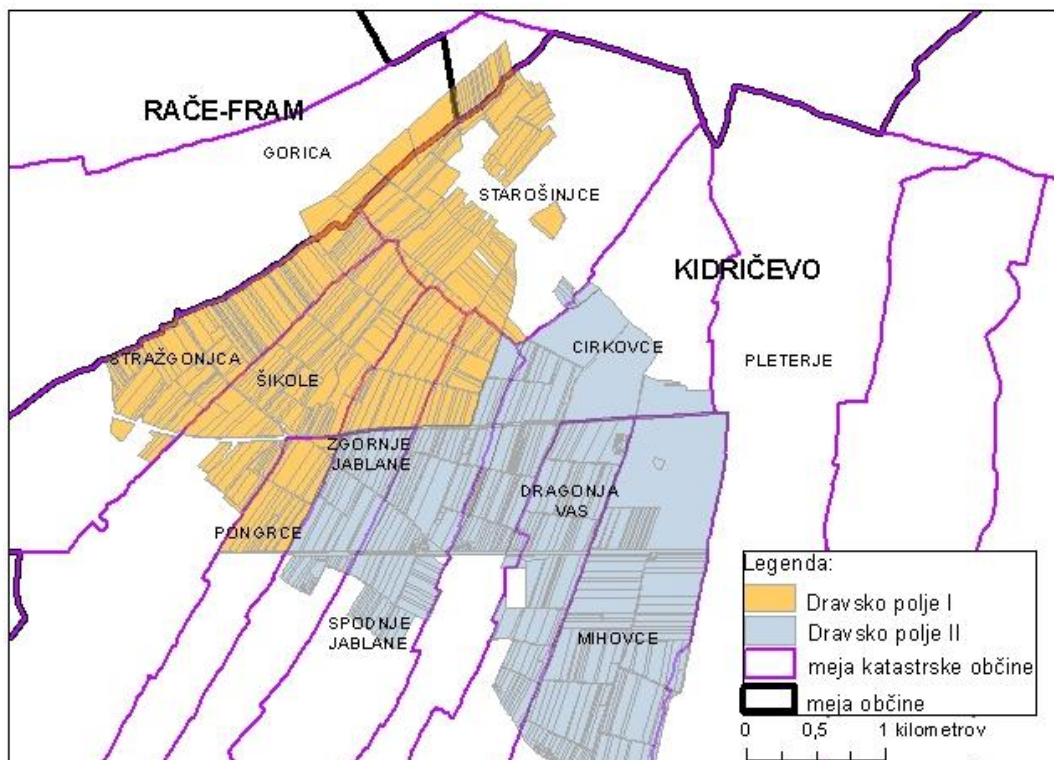 RAČE-FRAM
GORICA
STAROŠINJCE
KIDRIČEVO
CIRKOVCE
PLETERJE
STRAŽGONJCA
ŠIKOLE
ZGORNJE
JABLANE
DRAGONJA
VAS
PONGRCE
SPODNJE
JABLANE
MIHOVCE
Legenda:
Dravsko polje I
Dravsko polje II
meja katastrske občine
meja občine
0 0,5 1 kilometrov